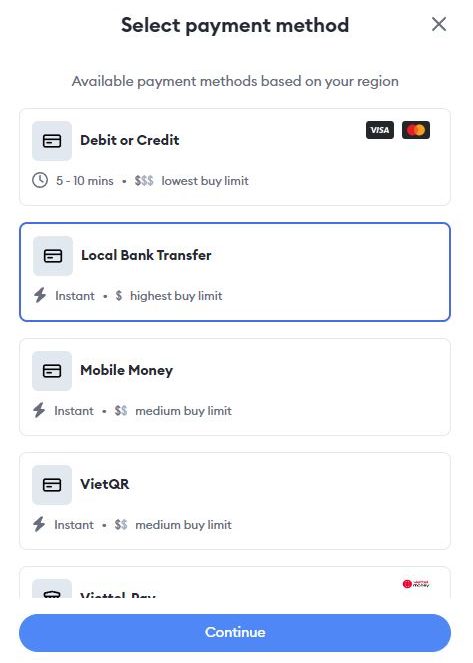 Select payment method
Available payment methods based on your region
Debit or Credit
VISA
5 - 10 mins • $$$ lowest buy limit
Local Bank Transfer
Instant • $ highest buy limit
Mobile Money
Instant • $$ medium buy limit
VietQR
Instant • $$ medium buy limit
Viettel Pay
viettel money
Continue